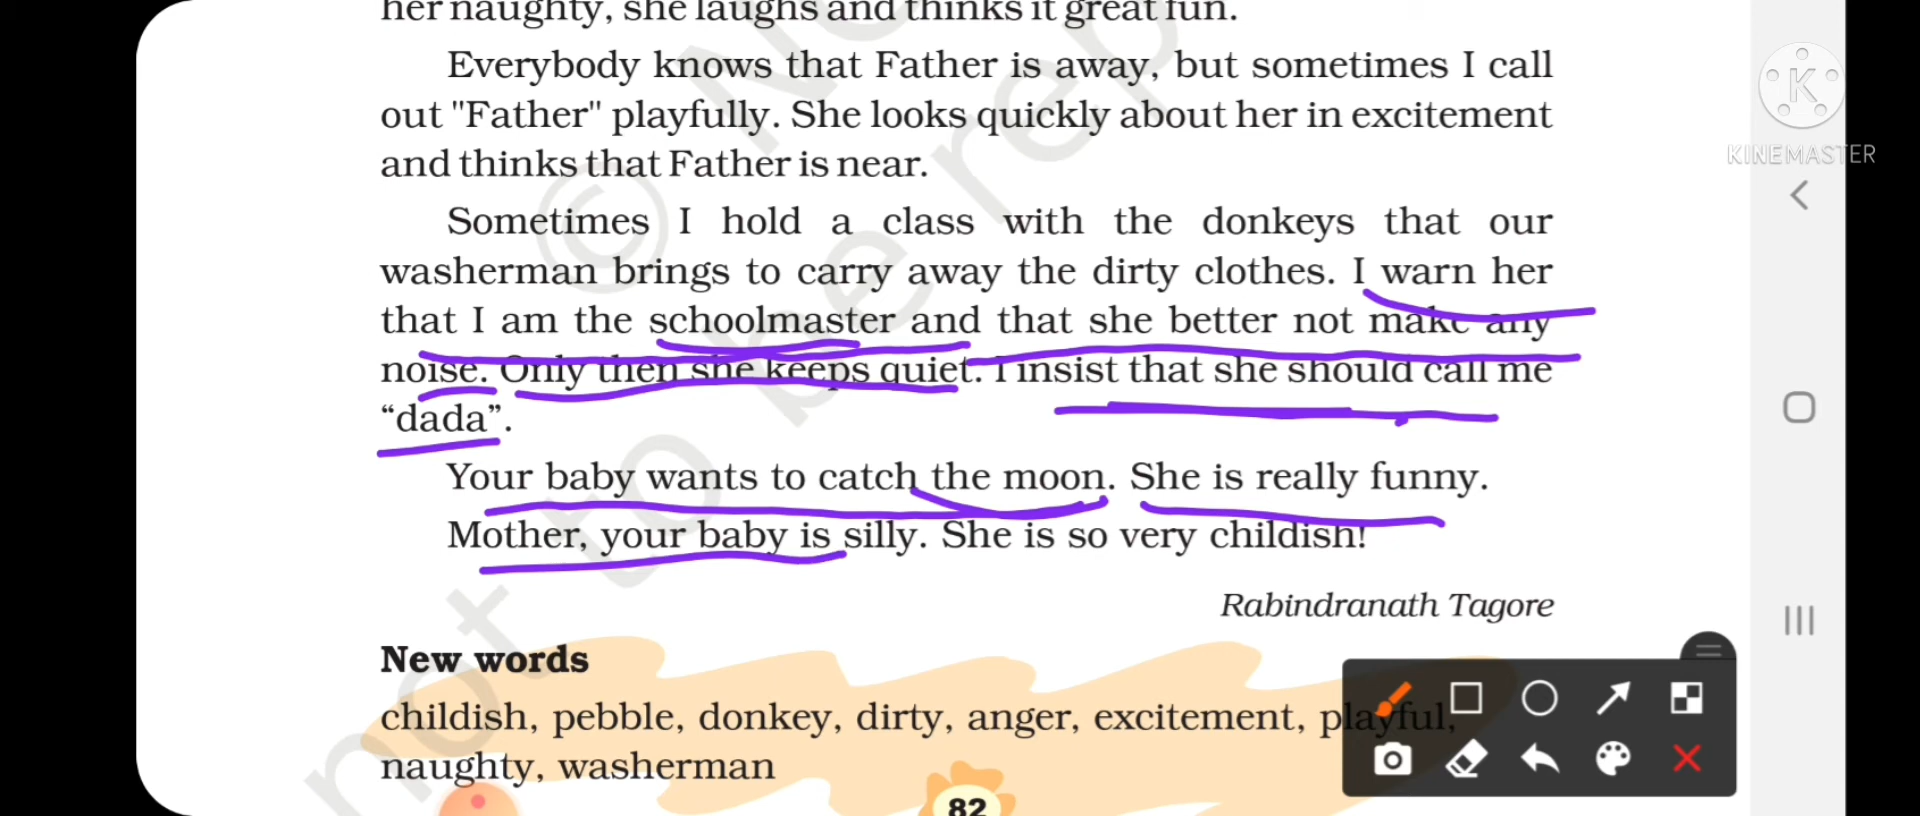 her naughty, she laughs and thinks it great fun.
Everybody knows that Father is away, but sometimes I call
out "Father" playfully. She looks quickly about her in excitement
and thinks that Father is near.
Sometimes I hold a class with the donkeys that our
washerman brings to carry away the dirty clothes. I warn her
that I am the schoolmaster and that she better not make any
noise. Only then she keeps quiet. I insist that she should call me
“dada”.
Your baby wants to catch the moon. She is really funny.
Mother, your baby is silly. She is so very childish!
Rabindranath Tagore
New words
childish, pebble, donkey, dirty, anger, excitement, playful,
naughty, washerman
82
© 
not to be rep
K
KINEMASTER